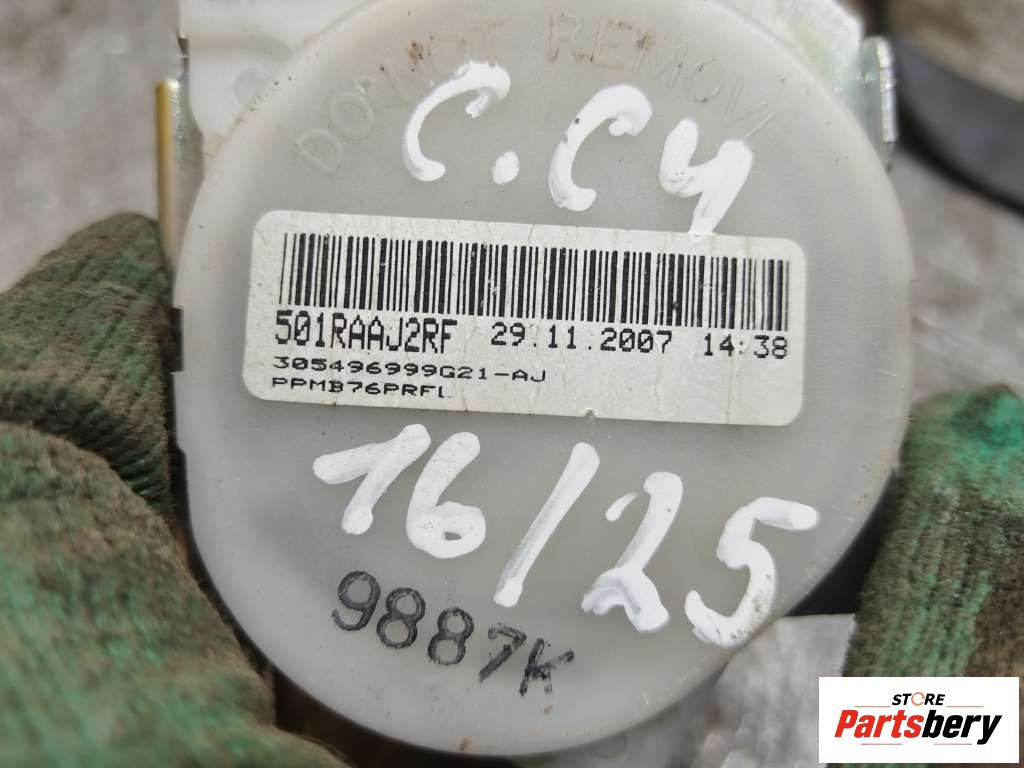 DO NOT REMOVE
C.C4
501RAAJ2RF 29.11.2007 14:38
305496999G21-AJ
PPMB76PRFL
16/25
9887K
STORE
Partsbery